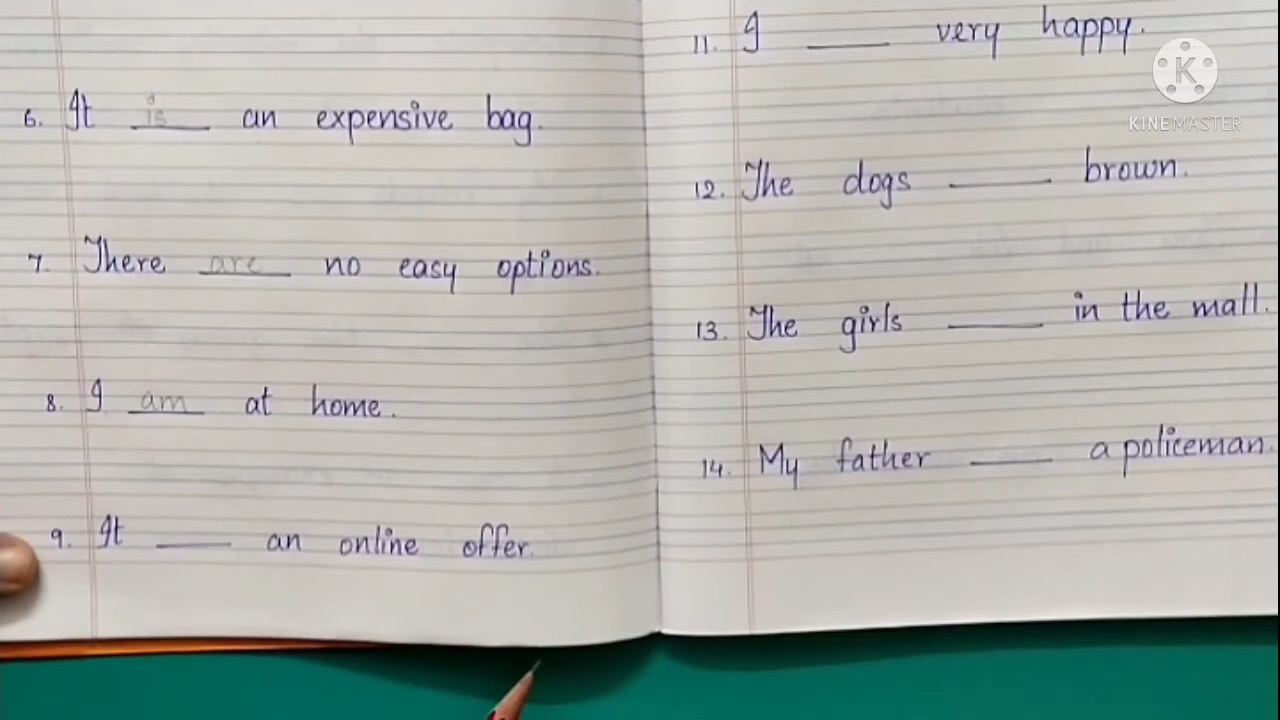 6. It is an expensive bag.
7. There are no easy options.
8. I am at home.
9. It ____ an online offer.
11. I ____ very happy.
12. The dogs ____ brown.
13. The girls ____ in the mall.
14. My father ____ a policeman.
K
KINEMASTER